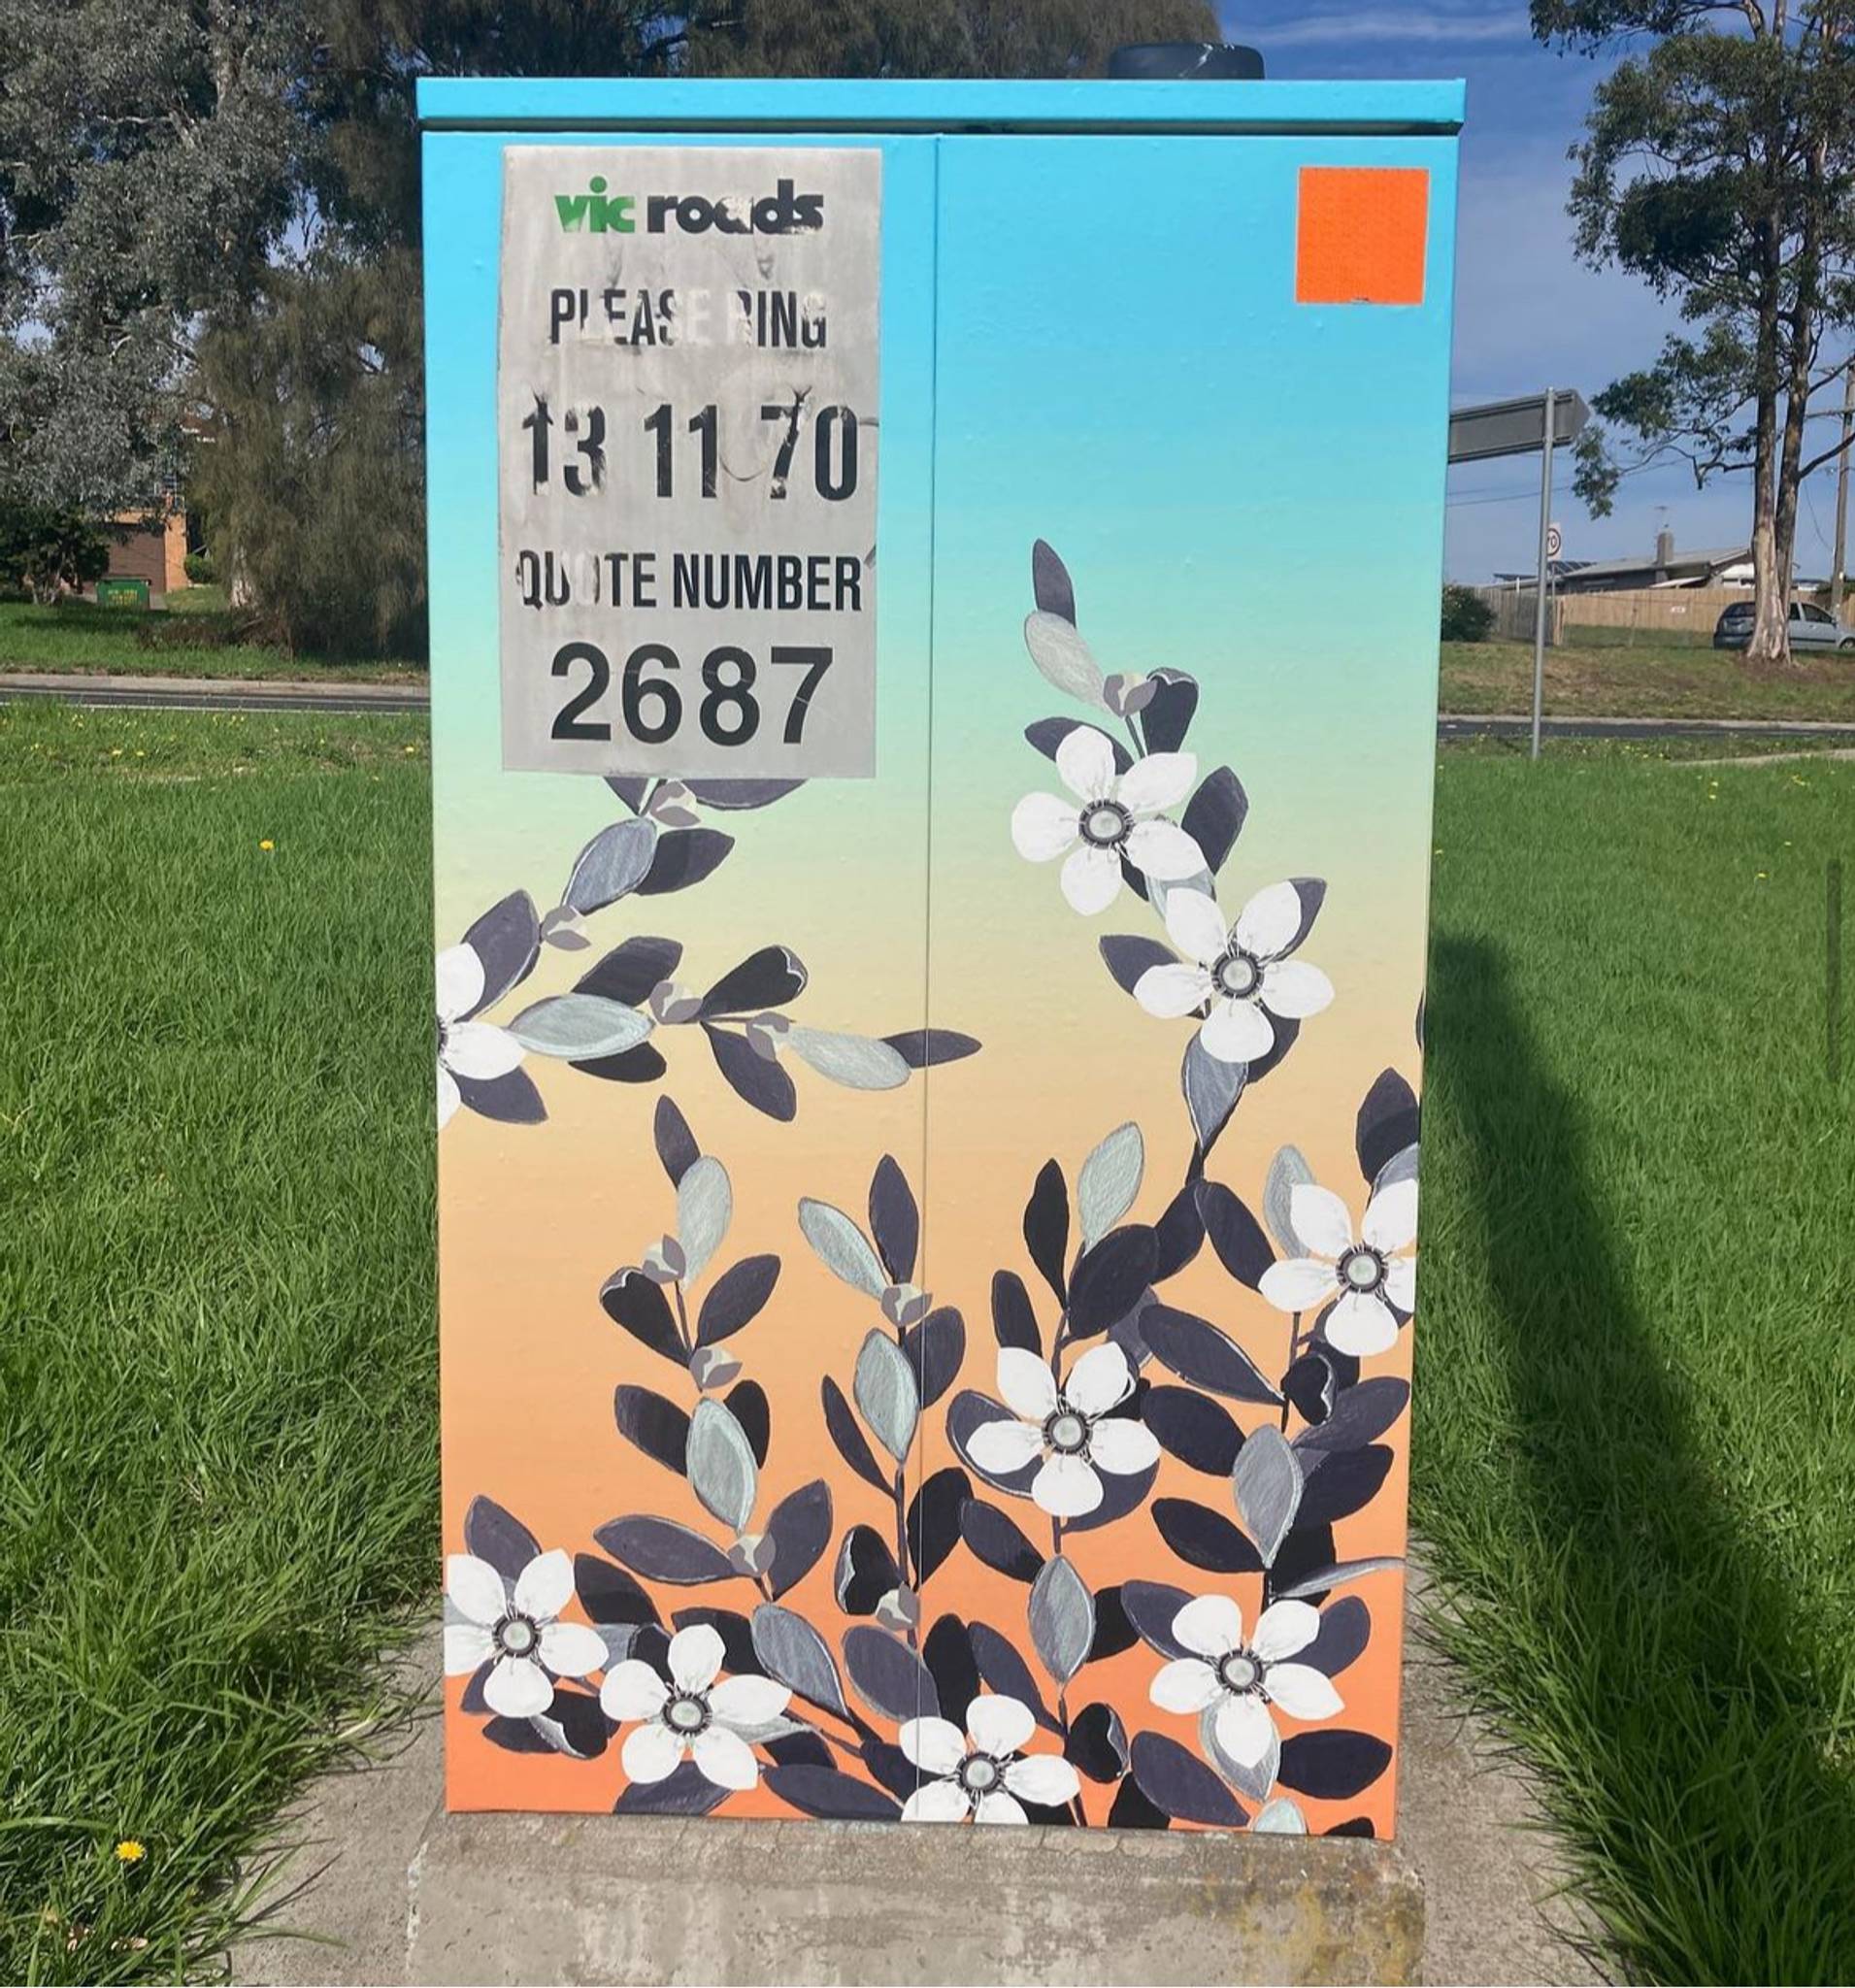 vic roads
PLEASE RING
13 11 70
QUOTE NUMBER
2687